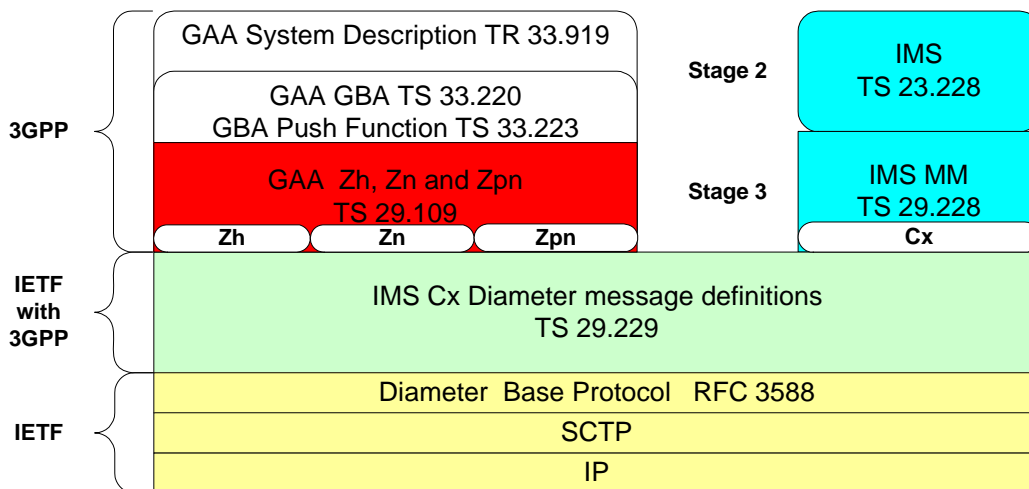 GAA System Description TR 33.919
GAA GBA TS 33.220
GBA Push Function TS 33.223
GAA Zh, Zn and Zpn
TS 29.109
Zh
Zn
Zpn
Stage 2
Stage 3
IMS
TS 23.228
IMS MM
TS 29.228
Cx
3GPP
IETF
with
3GPP
IMS Cx Diameter message definitions
TS 29.229
IETF
Diameter Base Protocol RFC 3588
SCTP
IP